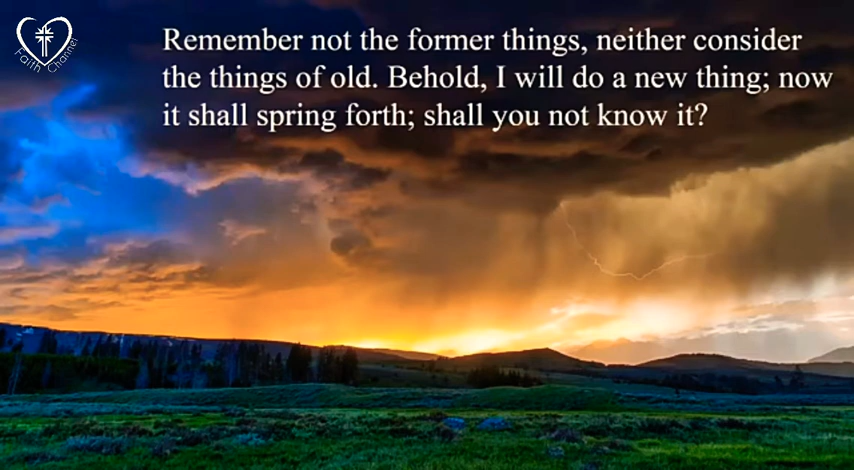 Remember not the former things, neither consider
the things of old. Behold, I will do a new thing; now
it shall spring forth; shall you not know it?
Faith Channel